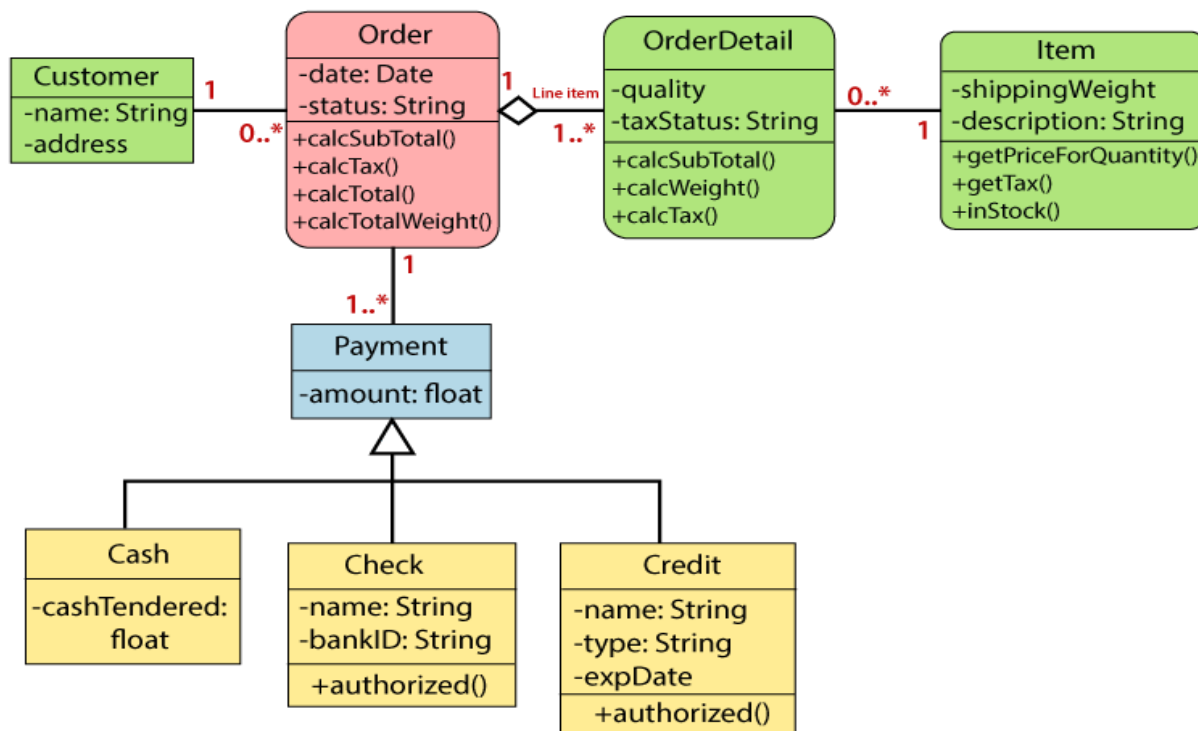 Customer
-name: String
-address
1
0..*
Order
-date: Date
-status: String
+calcSubTotal()
+calcTax()
+calcTotal()
+calcTotalWeight()
1
Line item
1..*
OrderDetail
-quality
-taxStatus: String
+calcSubTotal()
+calcWeight()
+calcTax()
0..*
1
Item
-shippingWeight
-description: String
+getPriceForQuantity()
+getTax()
+inStock()
1
1..*
Payment
-amount: float
Cash
-cashTendered:
float
Check
-name: String
-bankID: String
+authorized()
Credit
-name: String
-type: String
-expDate
+authorized()